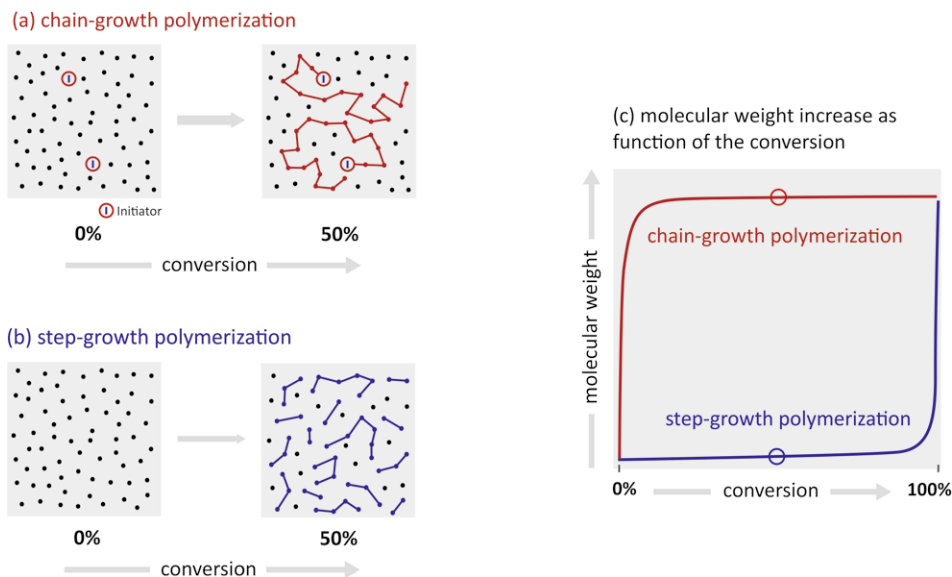 (a) chain-growth polymerization
I
I
I
I
I Initiator
0%
50%
conversion
(b) step-growth polymerization
0%
50%
conversion
(c) molecular weight increase as
function of the conversion
molecular weight
chain-growth polymerization
step-growth polymerization
0%
conversion
100%